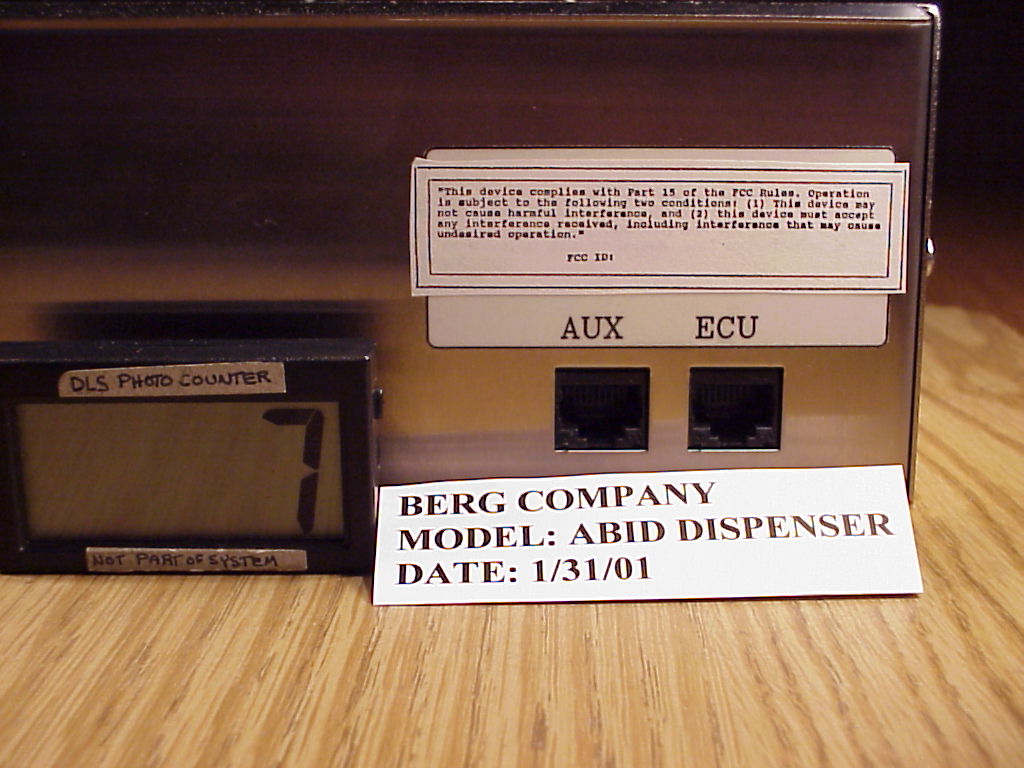 "This device complies with Part 15 of the FCC Rules. Operation
is subject to the following two conditions: (1) This device may
not cause harmful interference, and (2) this device must accept
any interference received, including interference that may cause
undesired operation."
FCC ID:
AUX ECU
DLS PHOTO COUNTER
7
NOT PART OF SYSTEM
BERG COMPANY
MODEL: ABID DISPENSER
DATE: 1/31/01